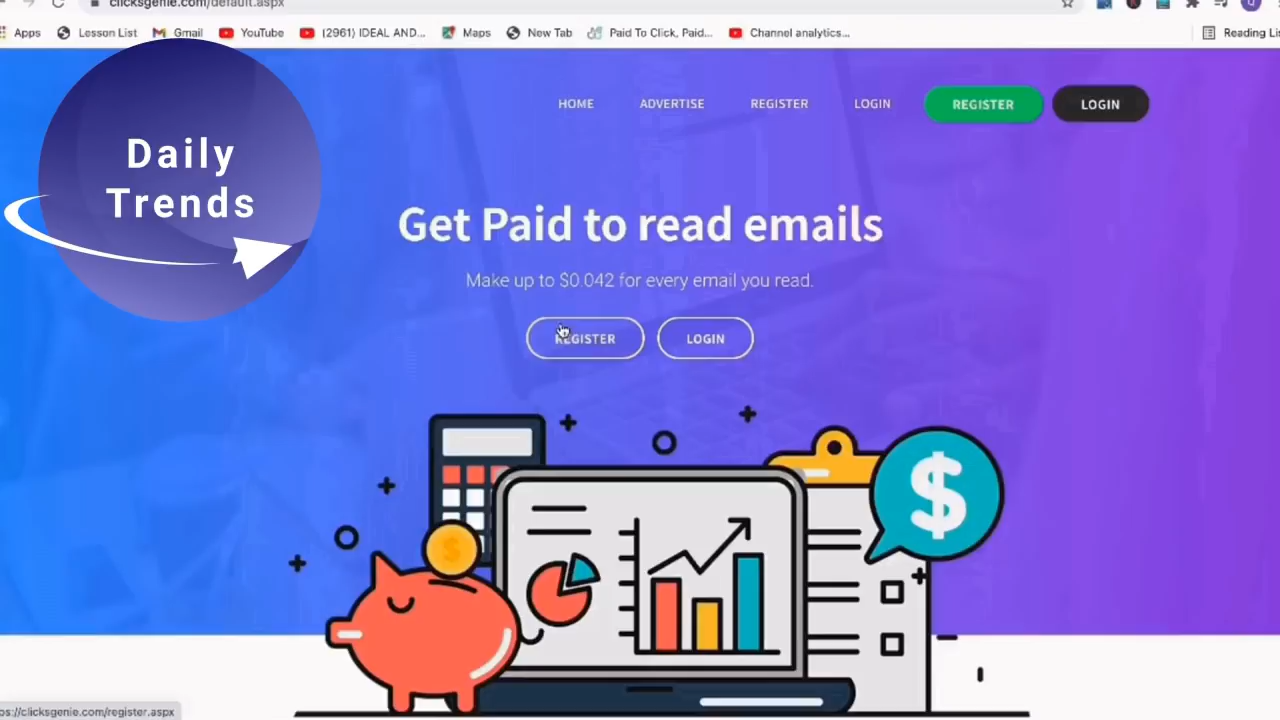 clicksgenie.com/default.aspx
Apps Lesson List Gmail YouTube (2961) IDEAL AND... Maps New Tab Paid To Click, Paid... Channel analytics... Reading Lis
Daily
Trends
HOME ADVERTISE REGISTER LOGIN REGISTER LOGIN
Get Paid to read emails
Make up to $0.042 for every email you read.
REGISTER LOGIN
$
$
ps://clicksgenie.com/register.aspx